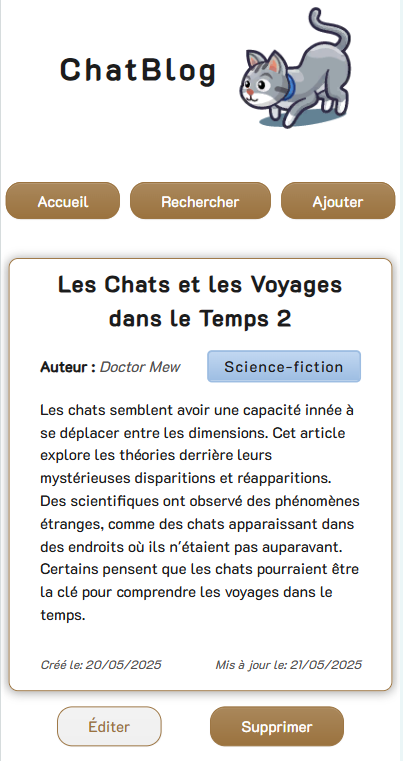 ChatBlog
Accueil Rechercher Ajouter
Les Chats et les Voyages
dans le Temps 2
Auteur : Doctor Mew Science-fiction
Les chats semblent avoir une capacité innée à
se déplacer entre les dimensions. Cet article
explore les théories derrière leurs
mystérieuses disparitions et réapparitions.
Des scientifiques ont observé des phénomènes
étranges, comme des chats apparaissant dans
des endroits où ils n'étaient pas auparavant.
Certains pensent que les chats pourraient être
la clé pour comprendre les voyages dans le
temps.
Créé le: 20/05/2025 Mis à jour le: 21/05/2025
Éditer Supprimer